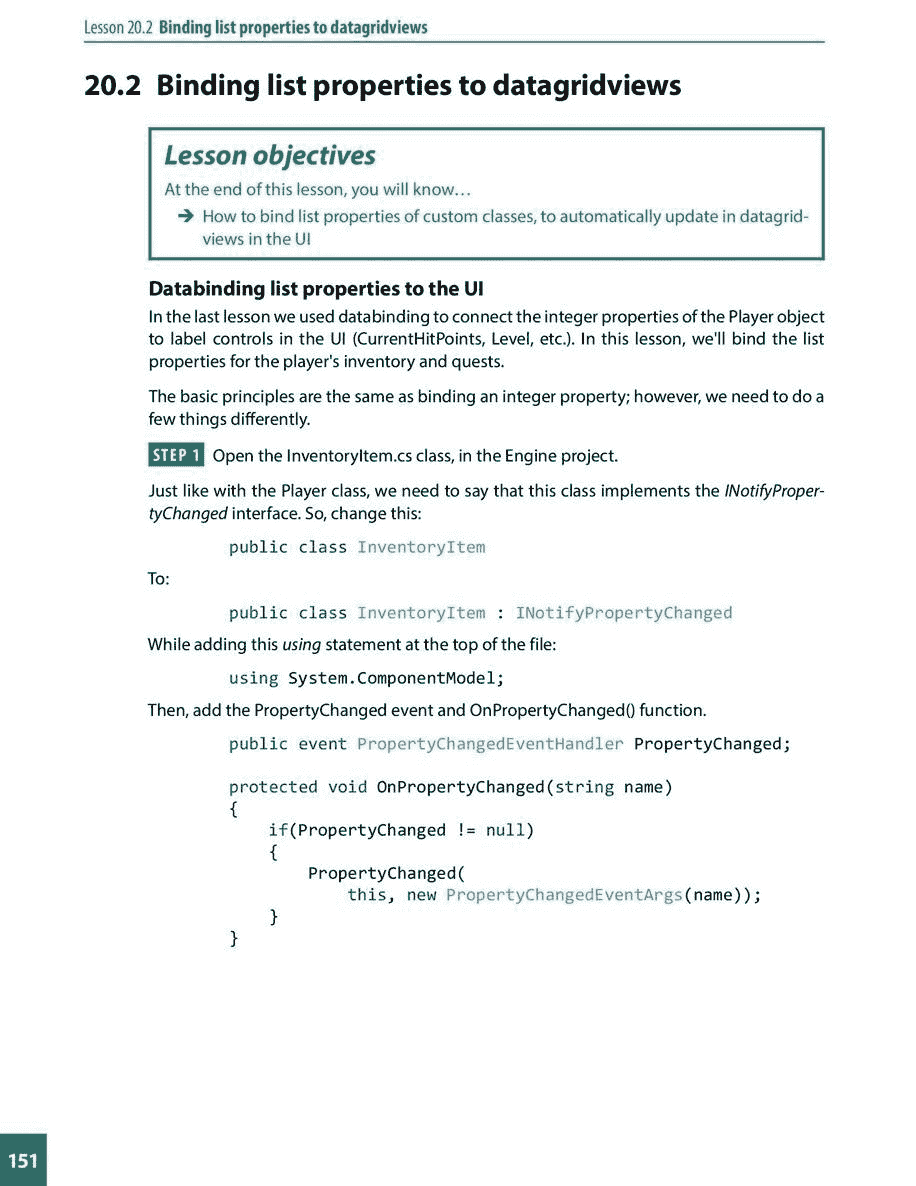 Lesson 20.2 Binding list properties to datagridviews
20.2 Binding list properties to datagridviews
Lesson objectives
At the end of this lesson, you will know…
➔ How to bind list properties of custom classes, to automatically update in datagrid-
views in the UI
Databinding list properties to the UI
In the last lesson we used databinding to connect the integer properties of the Player object
to label controls in the UI (CurrentHitPoints, Level, etc.). In this lesson, we'll bind the list
properties for the player's inventory and quests.
The basic principles are the same as binding an integer property; however, we need to do a
few things differently.
STEP 1 Open the InventoryItem.cs class, in the Engine project.
Just like with the Player class, we need to say that this class implements the INotifyProper-
tyChanged interface. So, change this:
public class InventoryItem
To:
public class InventoryItem : INotifyPropertyChanged
While adding this using statement at the top of the file:
using System.ComponentModel;
Then, add the PropertyChanged event and OnPropertyChanged() function.
public event PropertyChangedEventHandler PropertyChanged;
protected void OnPropertyChanged(string name)
{
if(PropertyChanged != null)
{
PropertyChanged(
this, new PropertyChangedEventArgs(name));
}
}
151